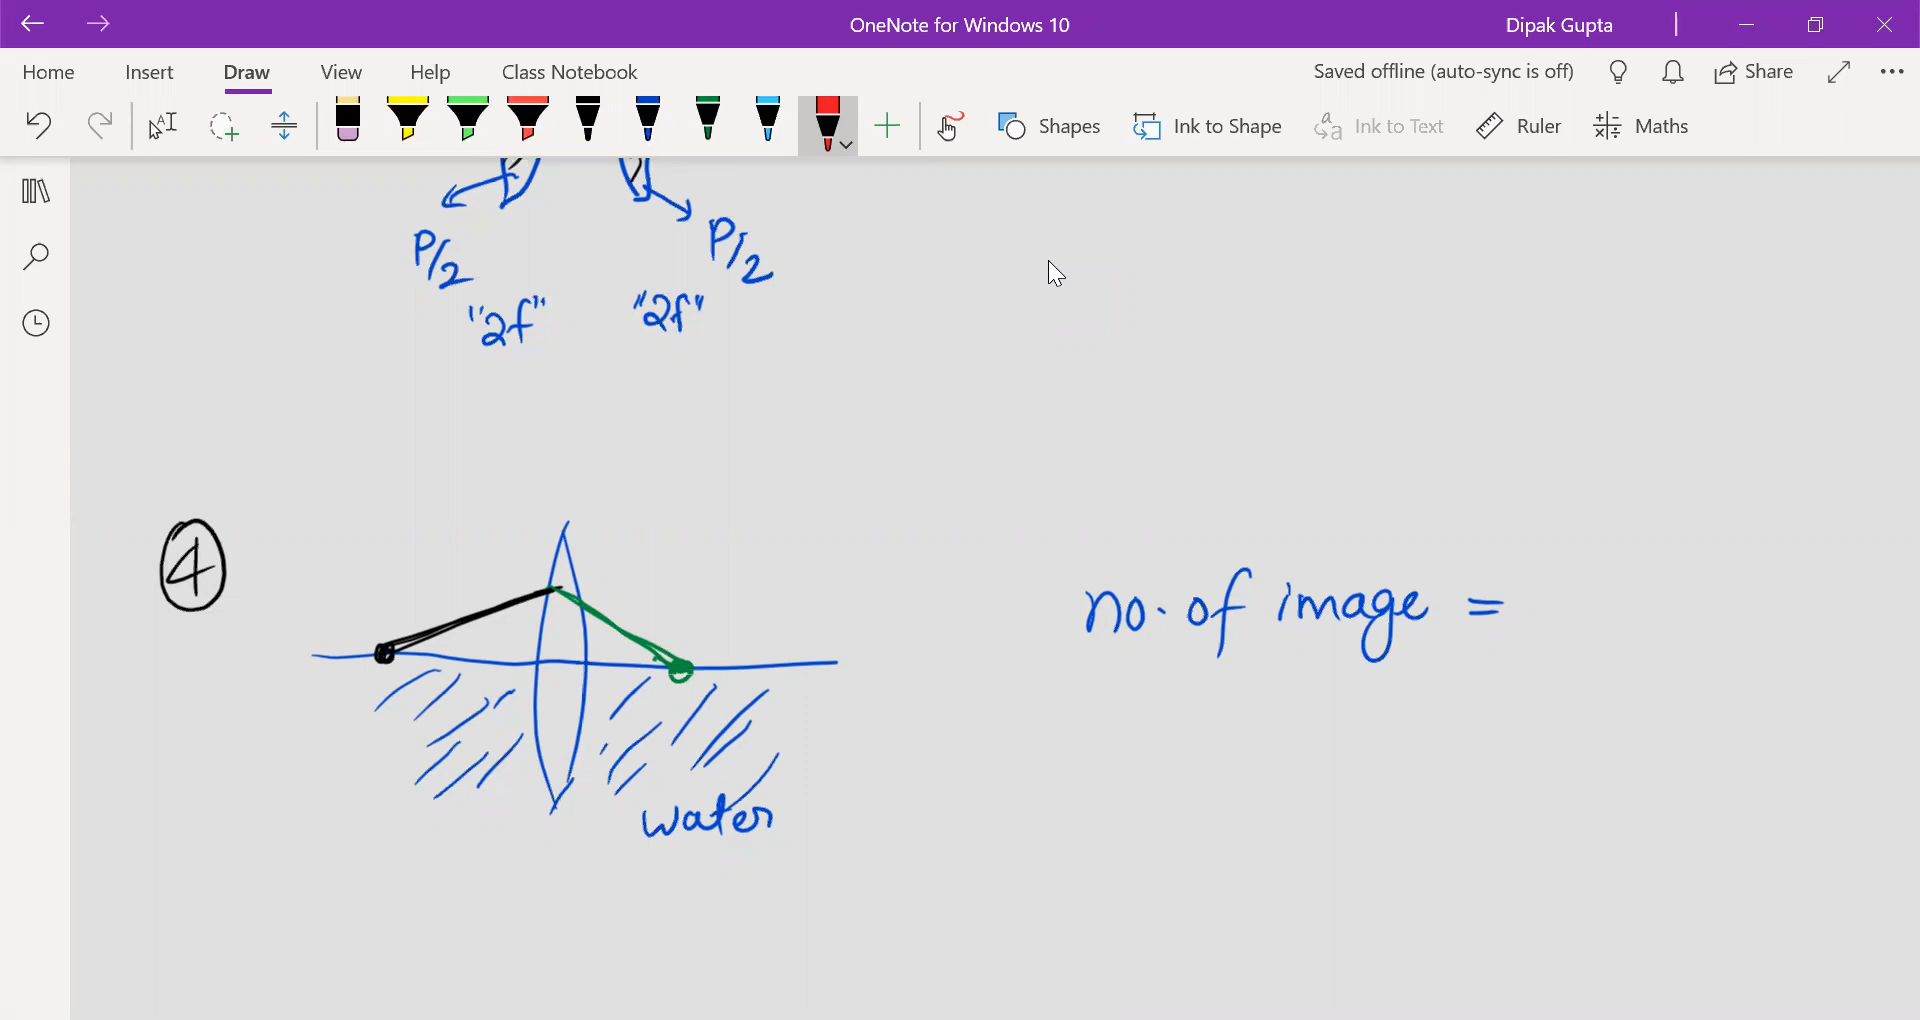 OneNote for Windows 10
Dipak Gupta
Home Insert Draw View Help Class Notebook
Saved offline (auto-sync is off) Share
Shapes Ink to Shape Ink to Text Ruler Maths
P/2 P/2
"2f" "2f"
4
no. of image =
water